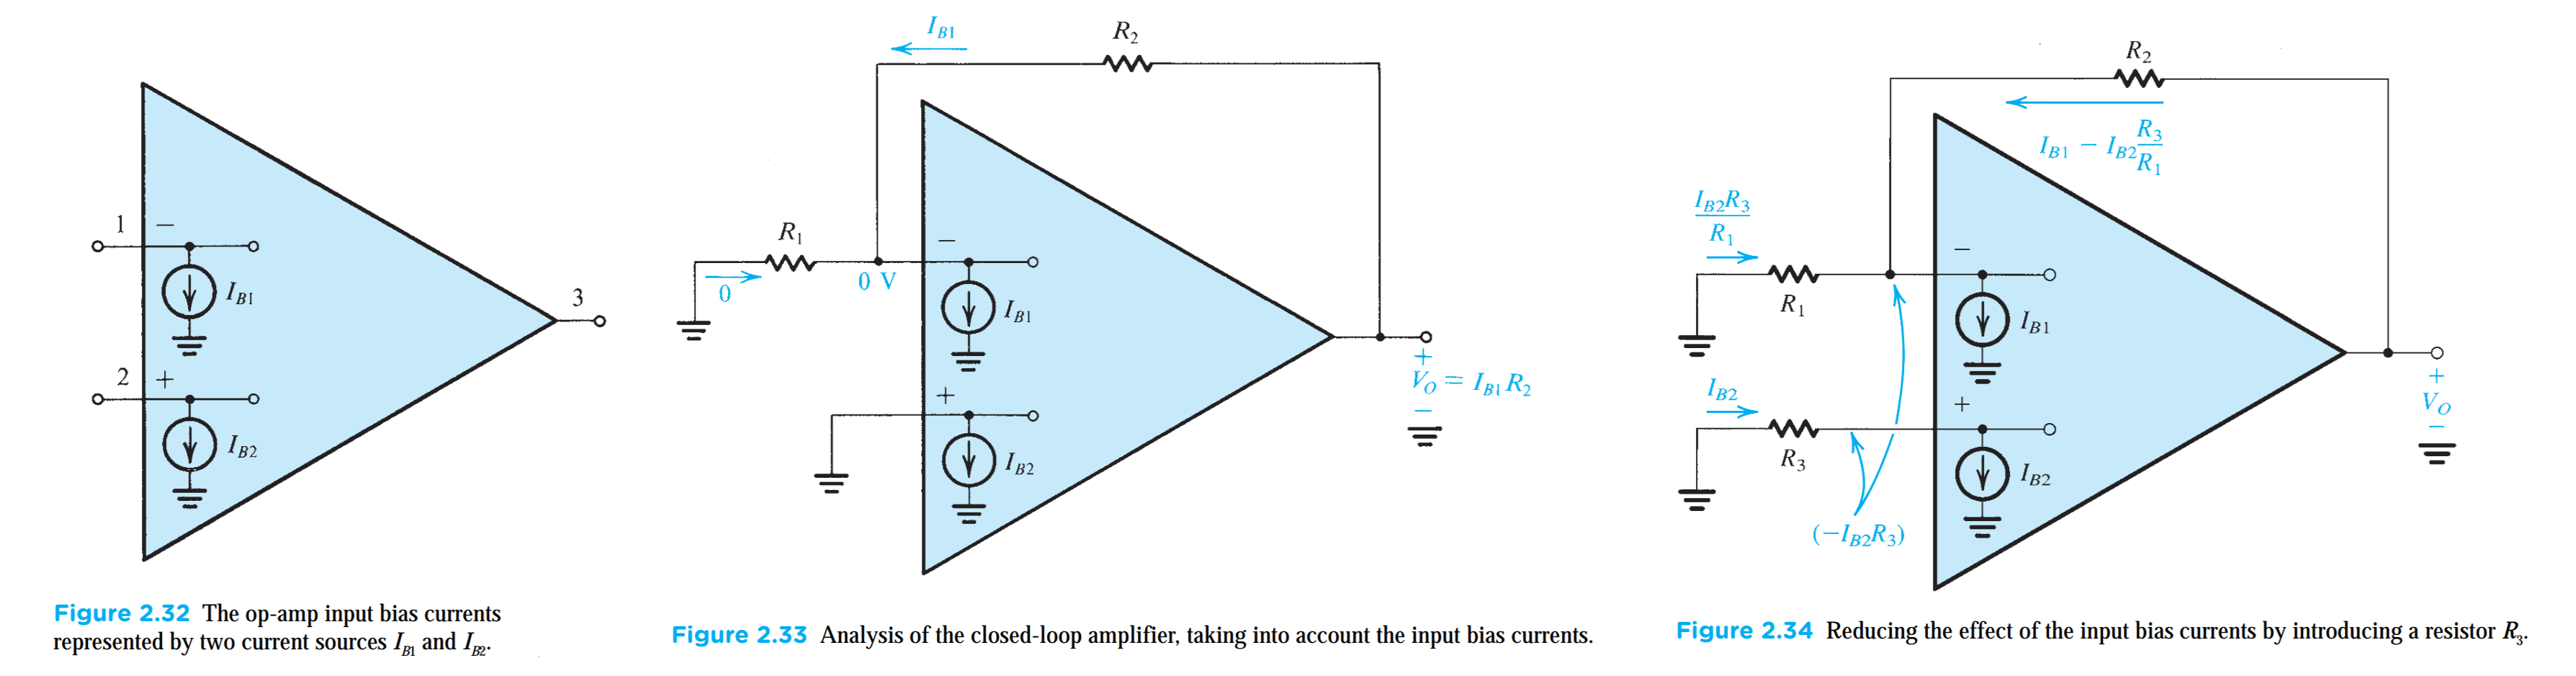 1
−
I_{B1}
2
+
I_{B2}
3
Figure 2.32 The op-amp input bias currents
represented by two current sources I_{B1} and I_{B2}.
I_{B1}
R_2
R_1
0
0 V
−
I_{B1}
+
I_{B2}
+
V_O = I_{B1} R_2
−
Figure 2.33 Analysis of the closed-loop amplifier, taking into account the input bias currents.
R_2
I_{B1} − I_{B2} \frac{R_3}{R_1}
\frac{I_{B2}R_3}{R_1}
R_1
−
I_{B1}
I_{B2}
R_3
+
I_{B2}
(−I_{B2}R_3)
+
V_O
−
Figure 2.34 Reducing the effect of the input bias currents by introducing a resistor R_3.